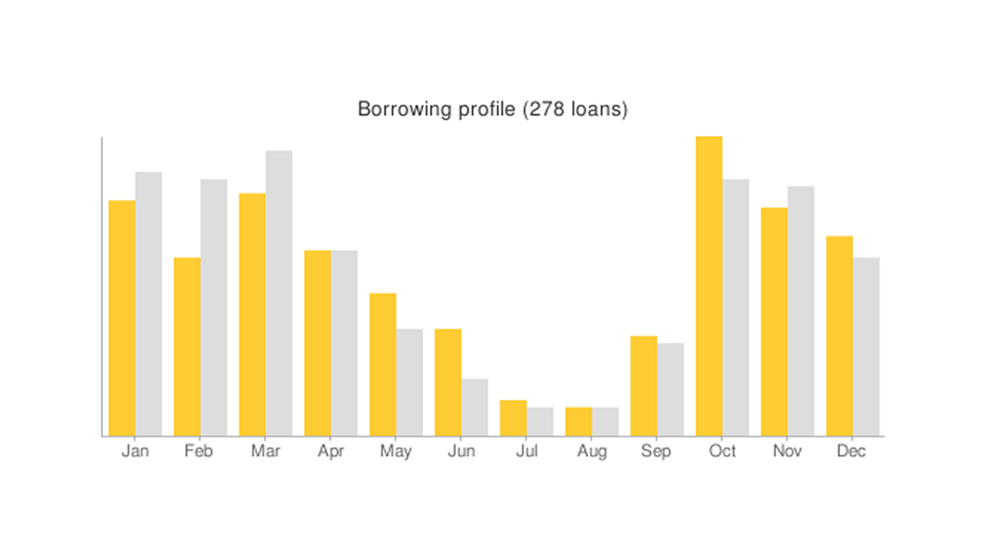 Borrowing profile (278 loans)
Jan Feb Mar Apr May Jun Jul Aug Sep Oct Nov Dec